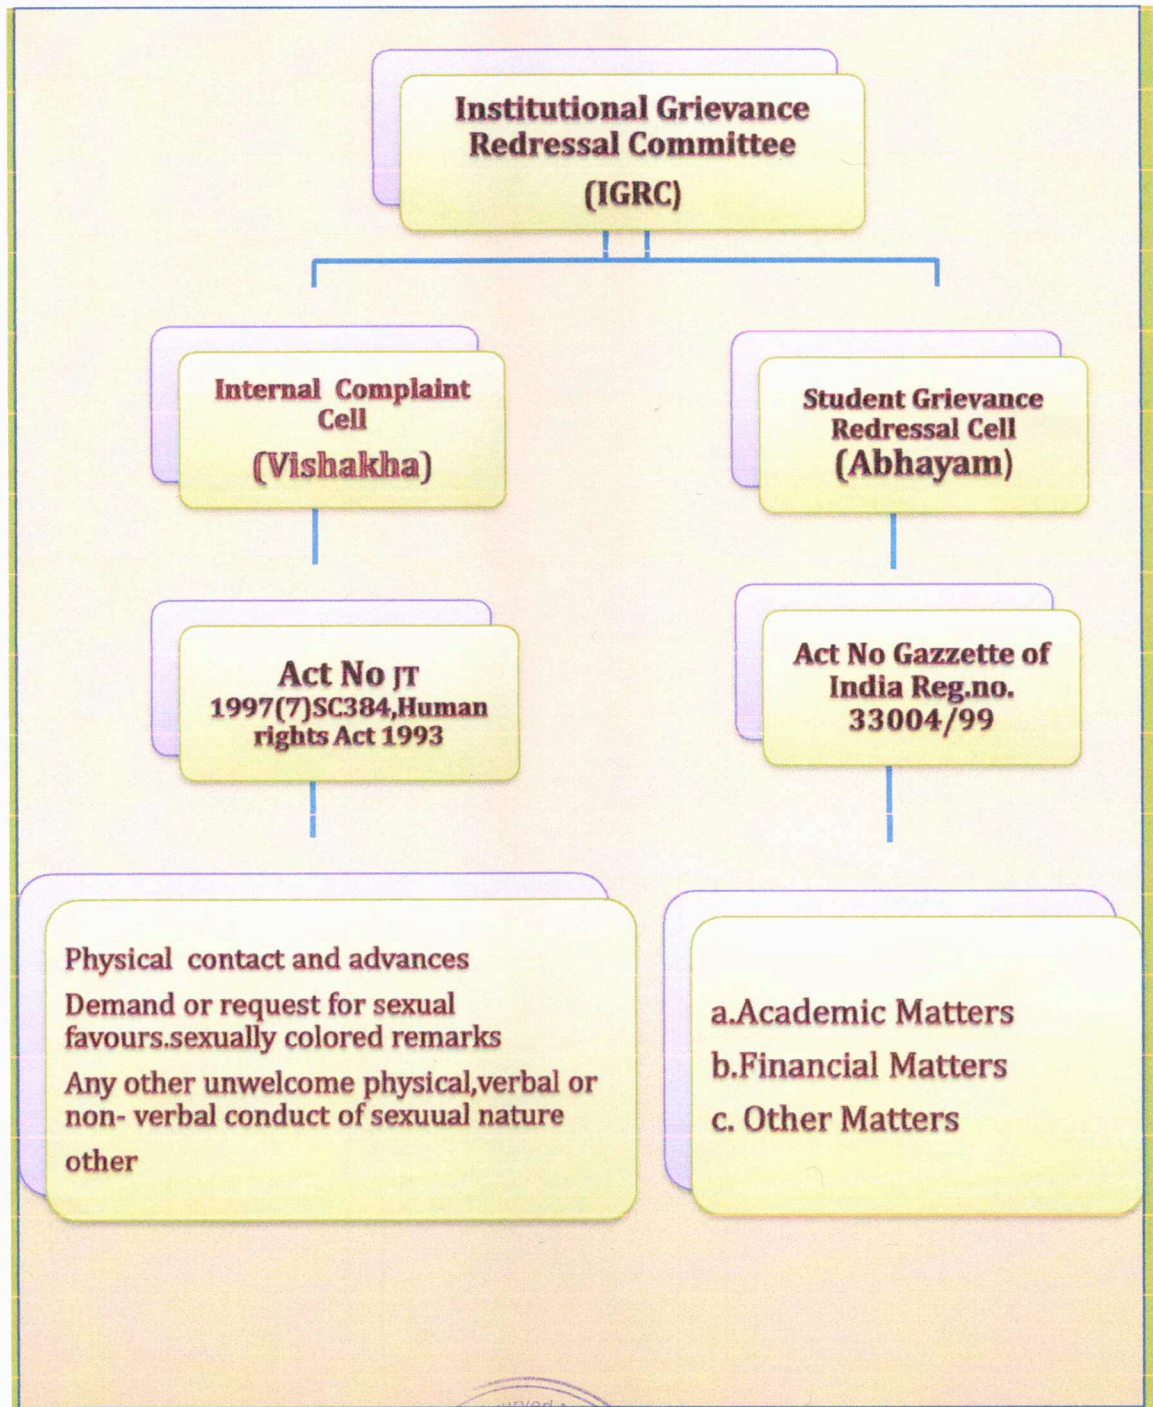 Institutional Grievance
Redressal Committee
(IGRC)
Internal Complaint
Cell
(Vishakha)
Student Grievance
Redressal Cell
(Abhayam)
Act No JT
1997(7)SC384,Human
rights Act 1993
Act No Gazzette of
India Reg.no.
33004/99
Physical contact and advances
Demand or request for sexual
favours.sexually colored remarks
Any other unwelcome physical,verbal or
non- verbal conduct of sexuual nature
other
a.Academic Matters
b.Financial Matters
c. Other Matters